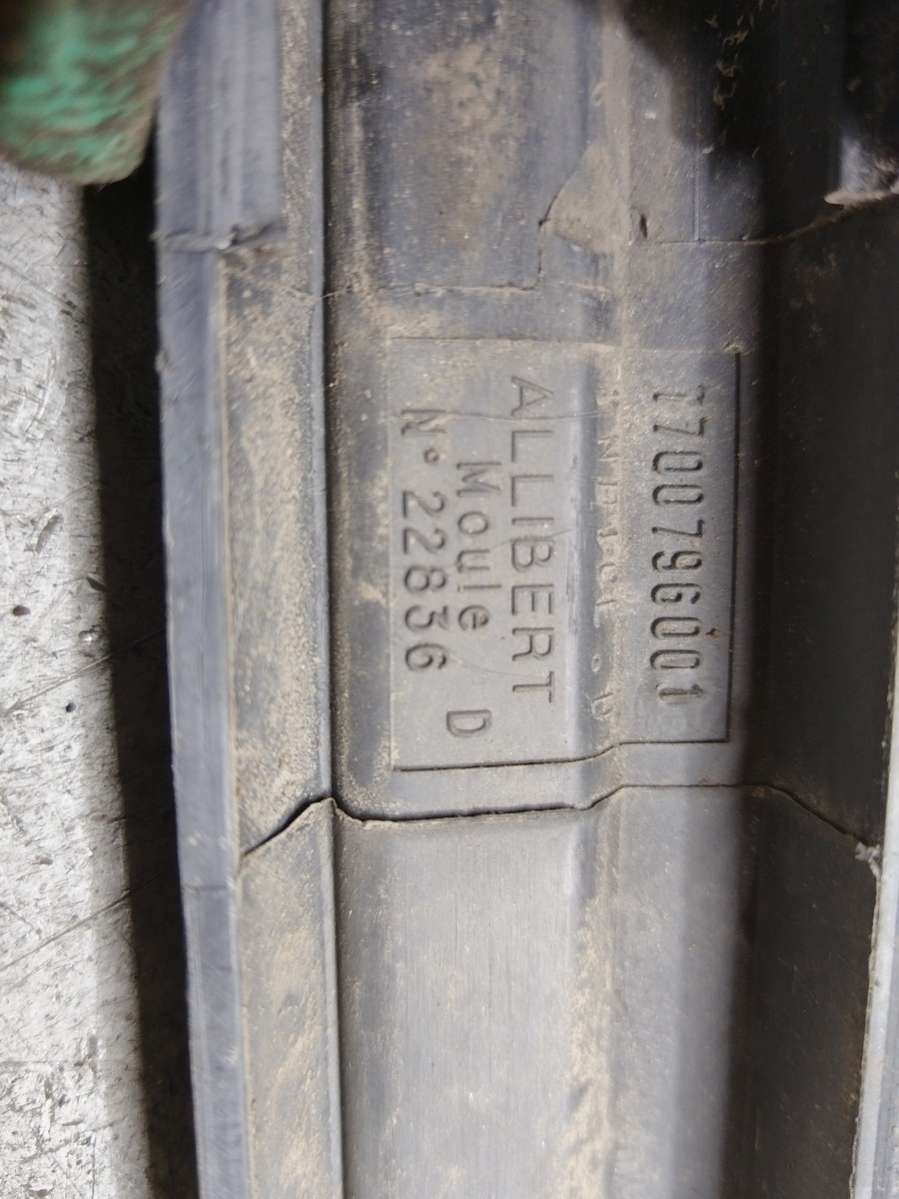 7700796001
ALLIBERT
Moule D
N° 22836